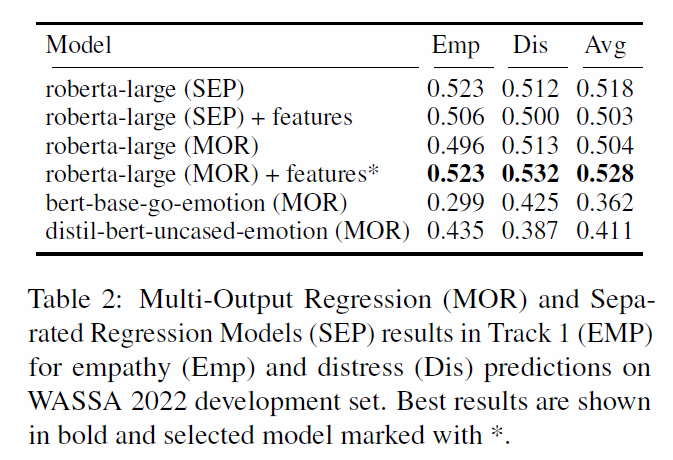 Model Emp Dis Avg
roberta-large (SEP) 0.523 0.512 0.518
roberta-large (SEP) + features 0.506 0.500 0.503
roberta-large (MOR) 0.496 0.513 0.504
roberta-large (MOR) + features* 0.523 0.532 0.528
bert-base-go-emotion (MOR) 0.299 0.425 0.362
distil-bert-uncased-emotion (MOR) 0.435 0.387 0.411
Table 2: Multi-Output Regression (MOR) and Sepa-
rated Regression Models (SEP) results in Track 1 (EMP)
for empathy (Emp) and distress (Dis) predictions on
WASSA 2022 development set. Best results are shown
in bold and selected model marked with *.